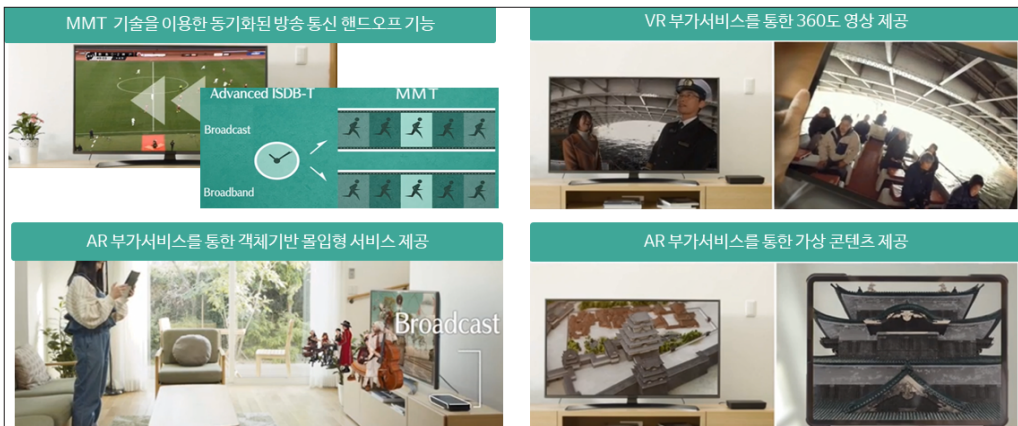 MMT 기술을 이용한 동기화된 방송 통신 핸드오프 기능
Advanced ISDB-T
MMT
Broadcast
Broadband
VR 부가서비스를 통한 360도 영상 제공
AR 부가서비스를 통한 객체기반 몰입형 서비스 제공
Broadcast
AR 부가서비스를 통한 가상 콘텐츠 제공